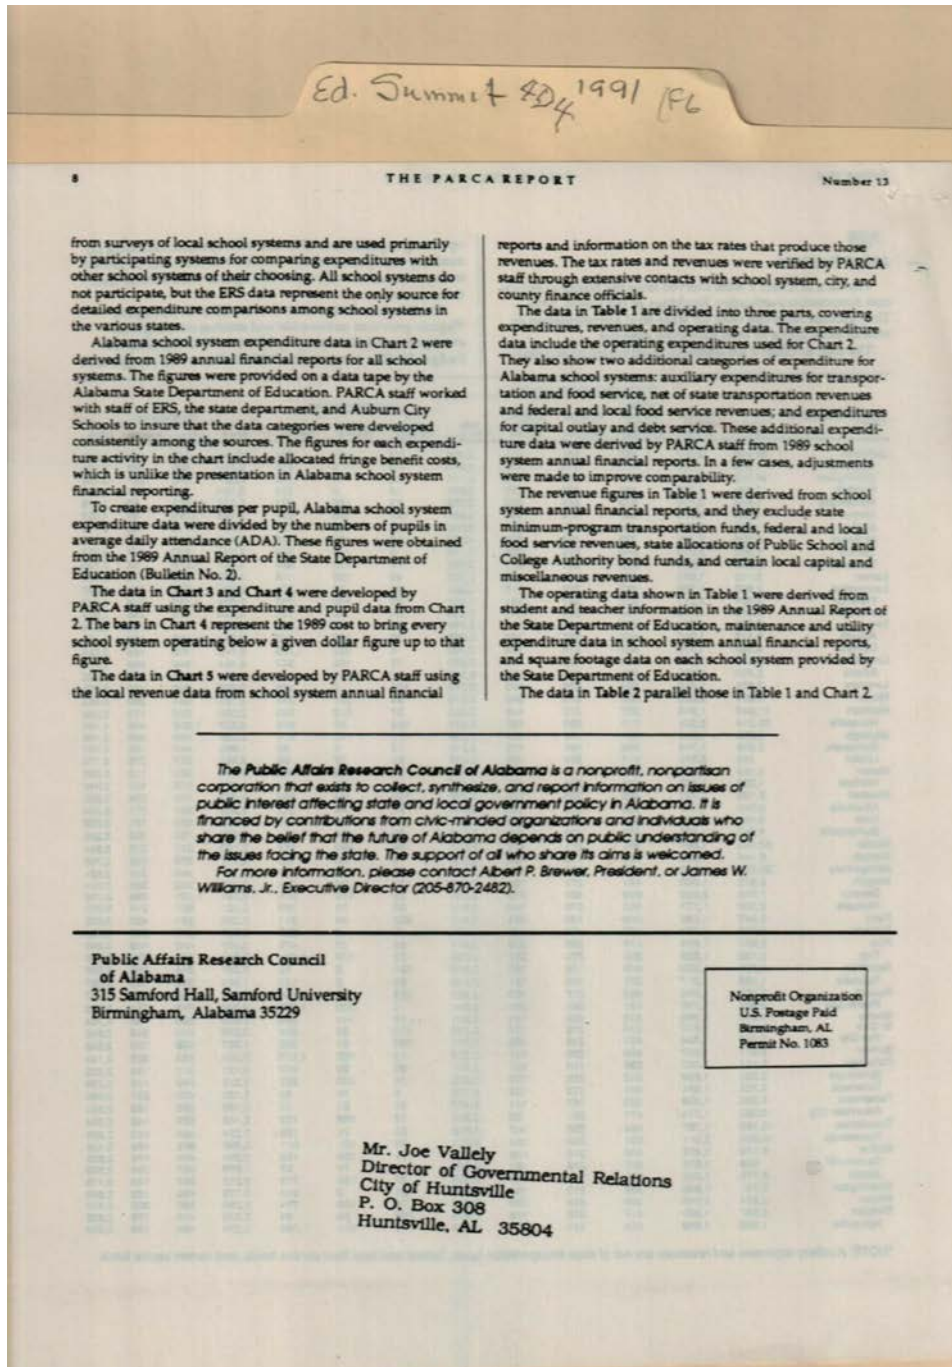 Ed. Summit 4D4 1991 F6
8
THE PARCA REPORT
Number 13
from surveys of local school systems and are used primarily
by participating systems for comparing expenditures with
other school systems of their choosing. All school systems do
not participate, but the ERS data represent the only source for
detailed expenditure comparisons among school systems in
the various states.
Alabama school system expenditure data in Chart 2 were
derived from 1989 annual financial reports for all school
systems. The figures were provided on a data tape by the
Alabama State Department of Education. PARCA staff worked
with staff of ERS, the state department, and Auburn City
Schools to insure that the data categories were developed
consistently among the sources. The figures for each expendi-
ture activity in the chart include allocated fringe benefit costs,
which is unlike the presentation in Alabama school system
financial reporting.
To create expenditures per pupil, Alabama school system
expenditure data were divided by the numbers of pupils in
average daily attendance (ADA). These figures were obtained
from the 1989 Annual Report of the State Department of
Education (Bulletin No. 2).
The data in Chart 3 and Chart 4 were developed by
PARCA staff using the expenditure and pupil data from Chart
2. The bars in Chart 4 represent the 1989 cost to bring every
school system operating below a given dollar figure up to that
figure.
The data in Chart 5 were developed by PARCA staff using
the local revenue data from school system annual financial
reports and information on the tax rates that produce those
revenues. The tax rates and revenues were verified by PARCA
staff through extensive contacts with school system, city, and
county finance officials.
The data in Table 1 are divided into three parts, covering
expenditures, revenues, and operating data. The expenditure
data include the operating expenditures used for Chart 2.
They also show two additional categories of expenditure for
Alabama school systems: auxiliary expenditures for transpor-
tation and food service, net of state transportation revenues
and federal and local food service revenues; and expenditures
for capital outlay and debt service. These additional expendi-
ture data were derived by PARCA staff from 1989 school
system annual financial reports. In a few cases, adjustments
were made to improve comparability.
The revenue figures in Table 1 were derived from school
system annual financial reports, and they exclude state
minimum-program transportation funds, federal and local
food service revenues, state allocations of Public School and
College Authority bond funds, and certain local capital and
miscellaneous revenues.
The operating data shown in Table 1 were derived from
student and teacher information in the 1989 Annual Report of
the State Department of Education, maintenance and utility
expenditure data in school system annual financial reports,
and square footage data on each school system provided by
the State Department of Education.
The data in Table 2 parallel those in Table 1 and Chart 2.
The Public Affairs Research Council of Alabama is a nonprofit, nonpartisan
corporation that exists to collect, synthesize, and report information on issues of
public interest affecting state and local government policy in Alabama. It is
financed by contributions from civic-minded organizations and individuals who
share the belief that the future of Alabama depends on public understanding of
the issues facing the state. The support of all who share its aims is welcomed.
For more information, please contact Albert P. Brewer, President, or James W.
Williams, Jr., Executive Director (205-870-2482).
Public Affairs Research Council
of Alabama
315 Samford Hall, Samford University
Birmingham, Alabama 35229
Nonprofit Organization
U.S. Postage Paid
Birmingham, AL
Permit No. 1083
Mr. Joe Vallely
Director of Governmental Relations
City of Huntsville
P. O. Box 308
Huntsville, AL 35804